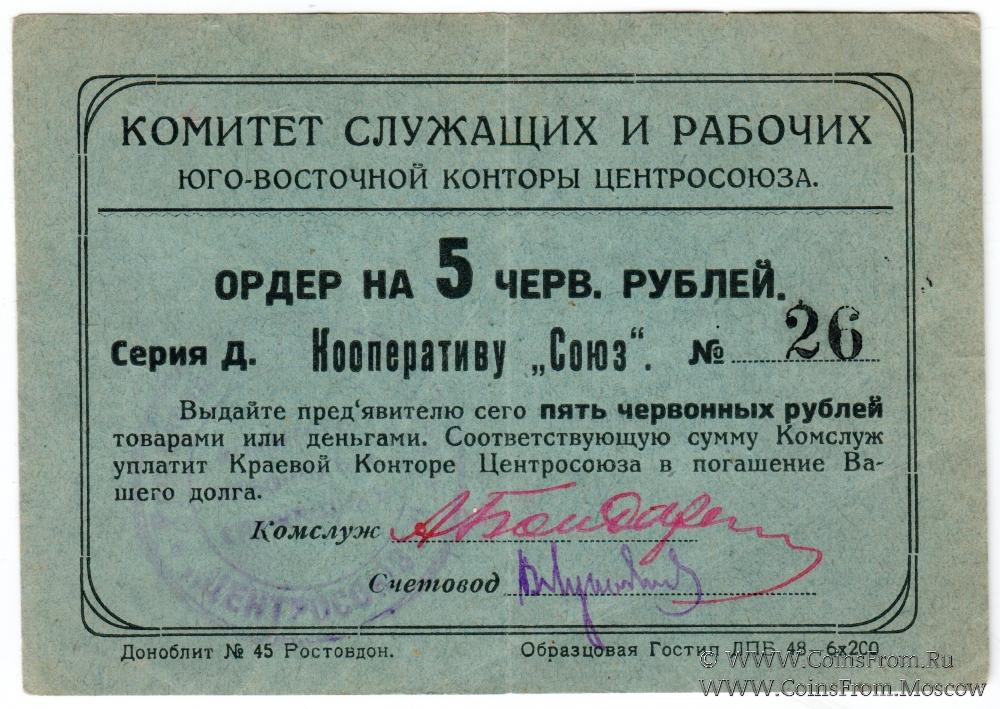 КОМИТЕТ СЛУЖАЩИХ И РАБОЧИХ
ЮГО-ВОСТОЧНОЙ КОНТОРЫ ЦЕНТРОСОЮЗА.
ОРДЕР НА 5 ЧЕРВ. РУБЛЕЙ.
Серия Д. Кооперативу „Союз“. № 26
Выдайте пред‘явителю сего пять червонных рублей
товарами или деньгами. Соответствующую сумму Комслуж
уплатит Краевой Конторе Центросоюза в погашение Ва-
шего долга.
Комслуж
Счетовод
ЦЕНТРОСОЮЗ
Доноблит № 45 Ростовдон.
Образцовая Гостип ЛПБ 48— 6х200
© WWW.CoinsFrom.Ru
WWW.CoinsFrom.Moscow